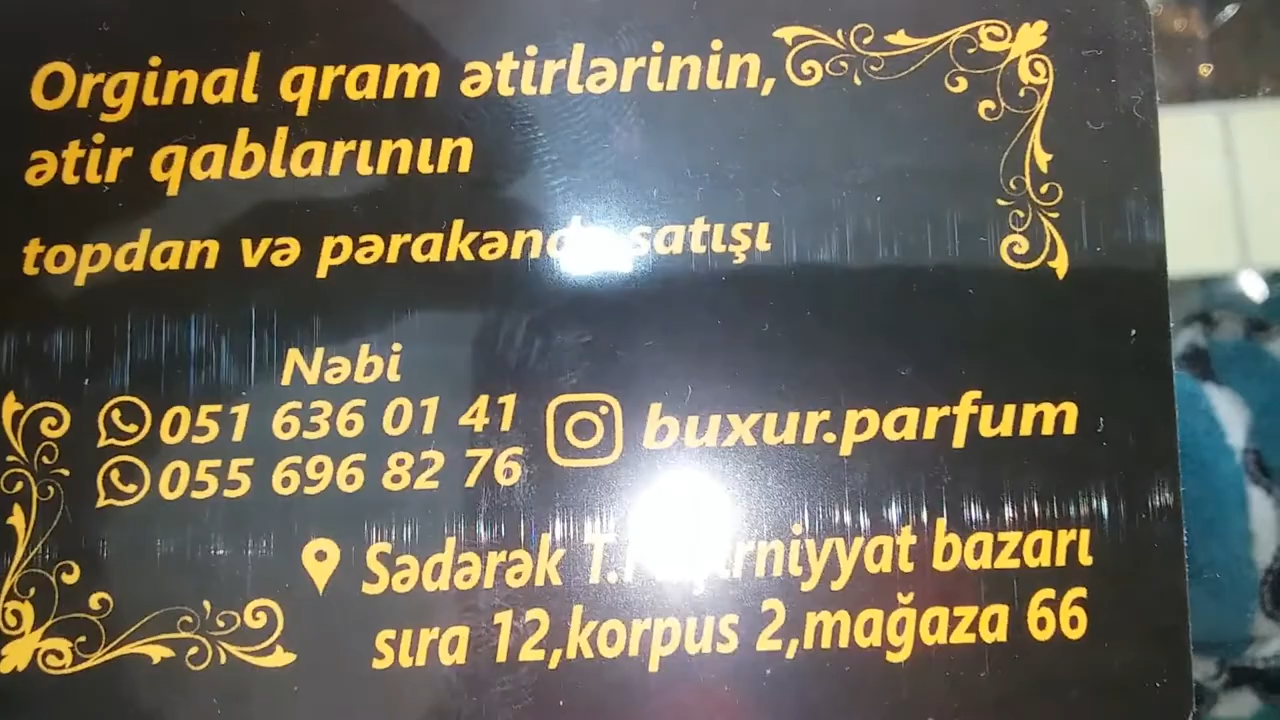 Orginal qram ətirlərinin,
ətir qablarının
topdan və pərakəndə satışı
Nəbi
051 636 01 41
055 696 82 76
buxur.parfum
Sədərək T.M bazarı
sıra 12,korpus 2,mağaza 66